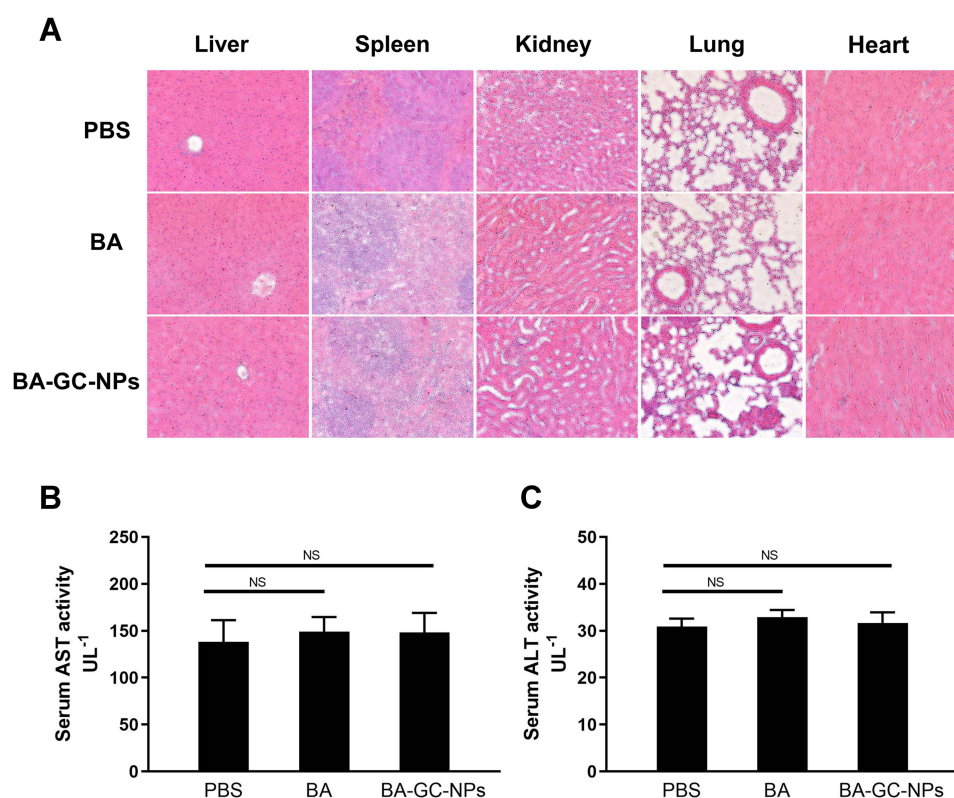 A
Liver Spleen Kidney Lung Heart
PBS
BA
BA-GC-NPs
B
Serum AST activity
UL⁻¹
250
200
150
100
50
0
NS
NS
PBS BA BA-GC-NPs
C
Serum ALT activity
UL⁻¹
50
40
30
20
10
0
NS
NS
PBS BA BA-GC-NPs